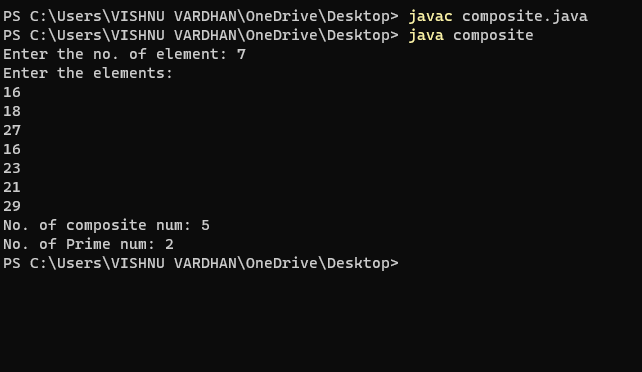 PS C:\Users\VISHNU VARDHAN\OneDrive\Desktop> javac composite.java
PS C:\Users\VISHNU VARDHAN\OneDrive\Desktop> java composite
Enter the no. of element: 7
Enter the elements:
16
18
27
16
23
21
29
No. of composite num: 5
No. of Prime num: 2
PS C:\Users\VISHNU VARDHAN\OneDrive\Desktop>